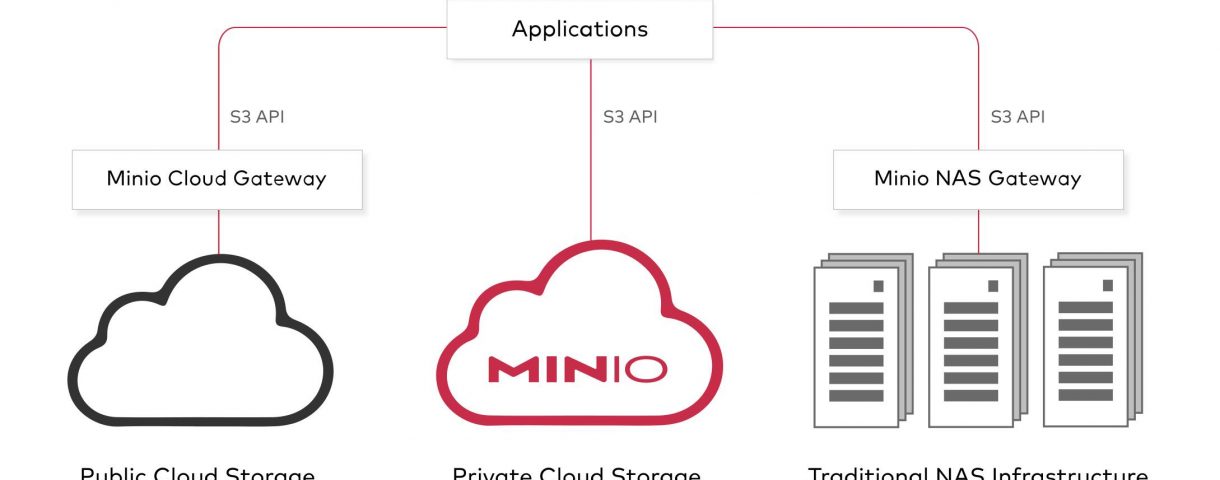 Applications
S3 API
S3 API
S3 API
Minio Cloud Gateway
Minio NAS Gateway
MINIO
Public Cloud Storage
Private Cloud Storage
Traditional NAS Infrastructure